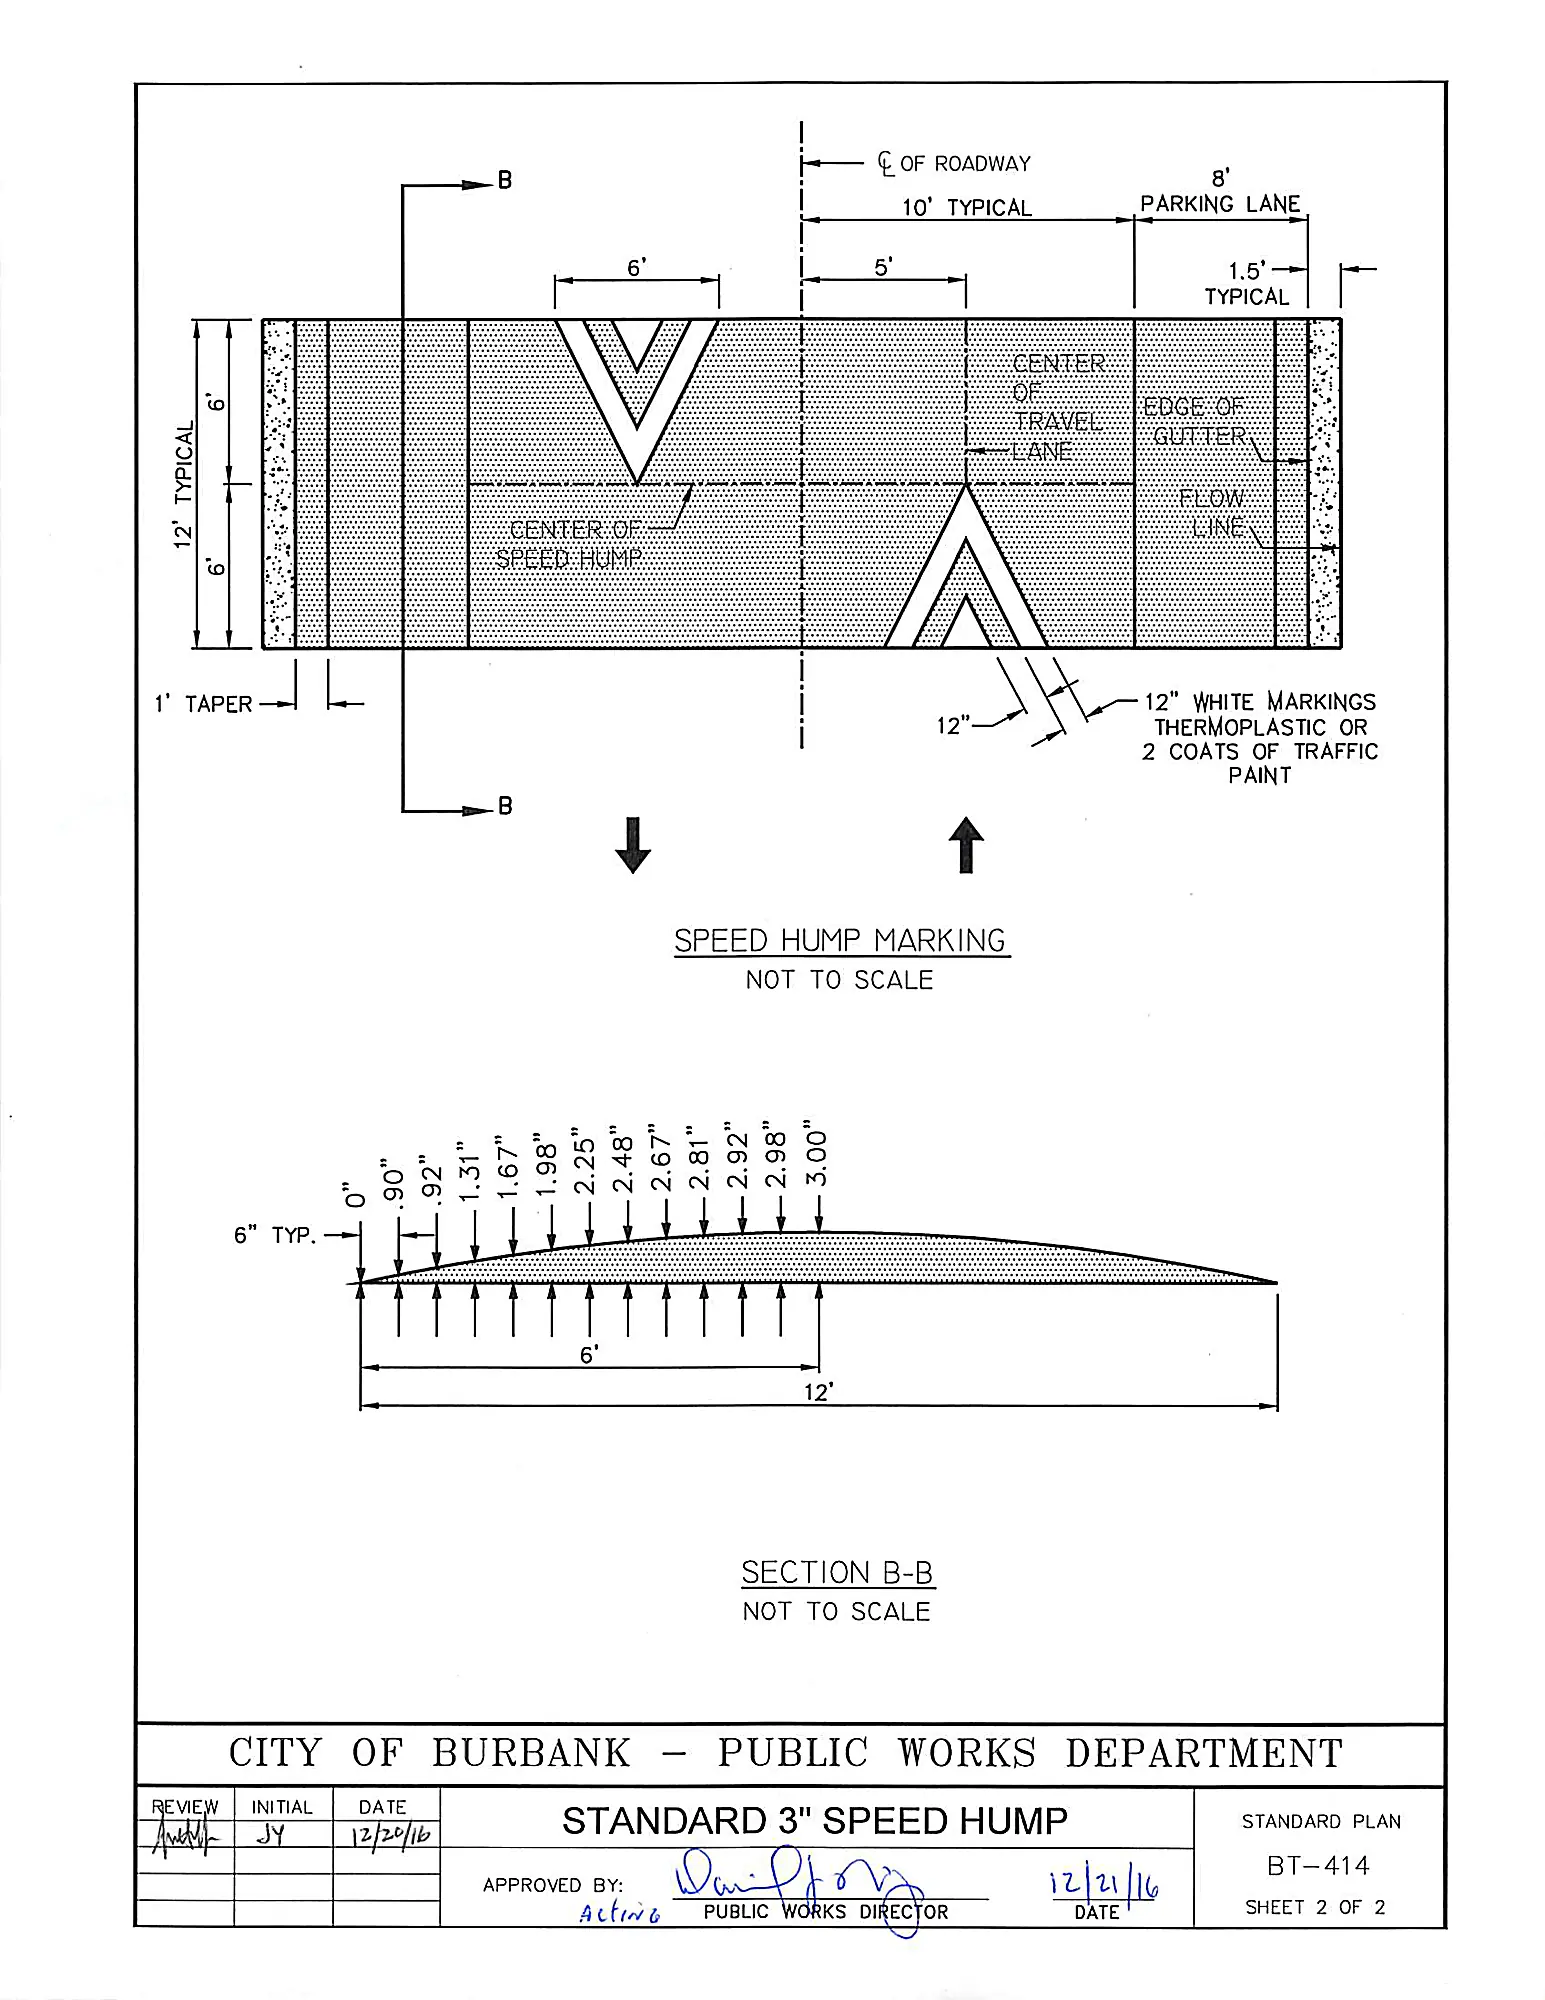 ℄ OF ROADWAY
B
8'
PARKING LANE
10' TYPICAL
6'
5'
1.5'
TYPICAL
CENTER
OF
TRAVEL
LANE
EDGE OF
GUTTER
FLOW
LINE
12' TYPICAL
6'
6'
CENTER OF
SPEED HUMP
1' TAPER
12"
12" WHITE MARKINGS
THERMOPLASTIC OR
2 COATS OF TRAFFIC
PAINT
B
SPEED HUMP MARKING
NOT TO SCALE
0"
.90"
.92"
1.31"
1.67"
1.98"
2.25"
2.48"
2.67"
2.81"
2.92"
2.98"
3.00"
6" TYP.
6'
12'
SECTION B-B
NOT TO SCALE
CITY OF BURBANK – PUBLIC WORKS DEPARTMENT
REVIEW INITIAL DATE
JY 12/20/16
STANDARD 3" SPEED HUMP
APPROVED BY:
ACTING PUBLIC WORKS DIRECTOR
12/21/16
DATE
STANDARD PLAN
BT-414
SHEET 2 OF 2